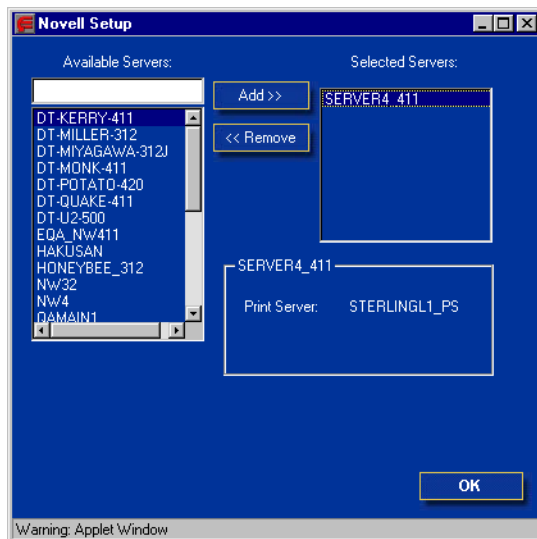 Novell Setup
Available Servers:
Selected Servers:
Add >>
<< Remove
DT-KERRY-411
DT-MILLER-312
DT-MIYAGAWA-312J
DT-MONK-411
DT-POTATO-420
DT-QUAKE-411
DT-U2-500
EQA_NW411
HAKUSAN
HONEYBEE_312
NW32
NW4
QAMAIN1
SERVER4_411
SERVER4_411
Print Server: STERLINGL1_PS
OK
Warning: Applet Window